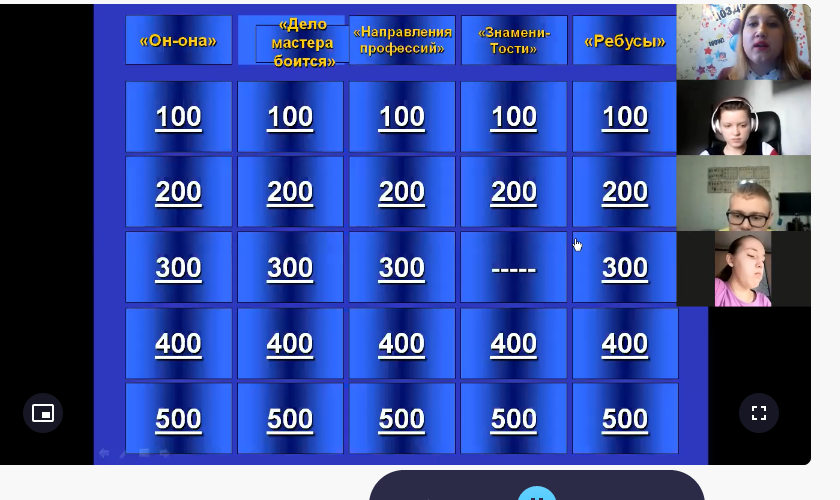 «Он-она»
«Дело
мастера
боится»
«Направления
профессий»
«Знамени-
Тости»
«Ребусы»
100 100 100 100 100
200 200 200 200 200
300 300 300 ----- 300
400 400 400 400 400
500 500 500 500 500